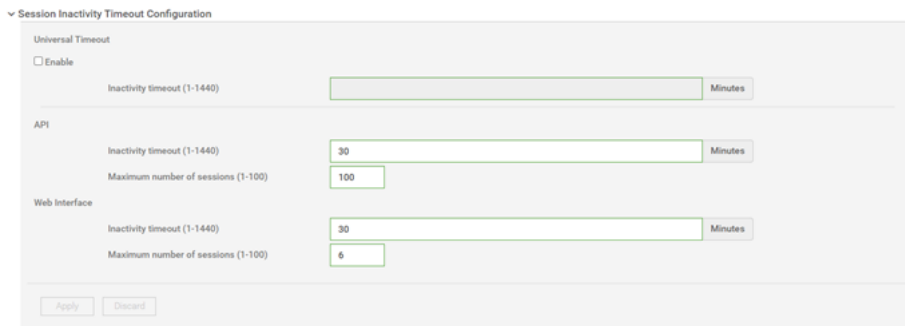 Session Inactivity Timeout Configuration
Universal Timeout
Enable
Inactivity timeout (1-1440) Minutes
API
Inactivity timeout (1-1440) 30 Minutes
Maximum number of sessions (1-100) 100
Web Interface
Inactivity timeout (1-1440) 30 Minutes
Maximum number of sessions (1-100) 6
Apply Discard